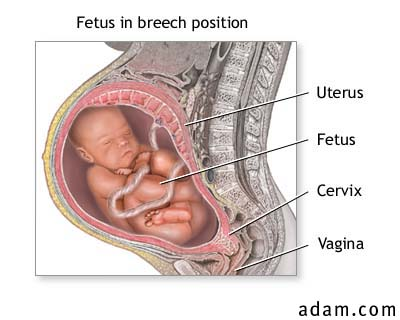 Fetus in breech position
Uterus
Fetus
Cervix
Vagina
adam.com